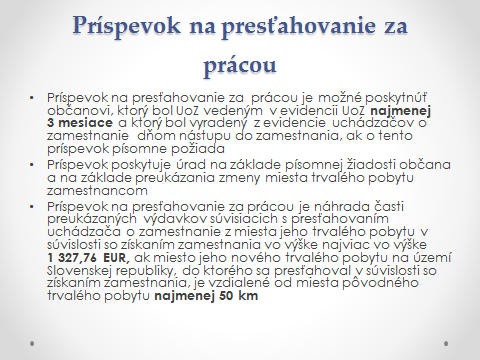 Príspevok na presťahovanie za
prácou
• Príspevok na presťahovanie za prácou je možné poskytnúť
občanovi, ktorý bol UoZ vedeným v evidencii UoZ najmenej
3 mesiace a ktorý bol vyradený z evidencie uchádzačov o
zamestnanie dňom nástupu do zamestnania, ak o tento
príspevok písomne požiada
• Príspevok poskytuje úrad na základe písomnej žiadosti občana
a na základe preukázania zmeny miesta trvalého pobytu
zamestnancom
• Príspevok na presťahovanie za prácou je náhrada časti
preukázaných výdavkov súvisiacich s presťahovaním
uchádzača o zamestnanie z miesta jeho trvalého pobytu v
súvislosti so získaním zamestnania vo výške najviac vo výške
1 327,76 EUR, ak miesto jeho nového trvalého pobytu na území
Slovenskej republiky, do ktorého sa presťahoval v súvislosti so
získaním zamestnania, je vzdialené od miesta pôvodného
trvalého pobytu najmenej 50 km